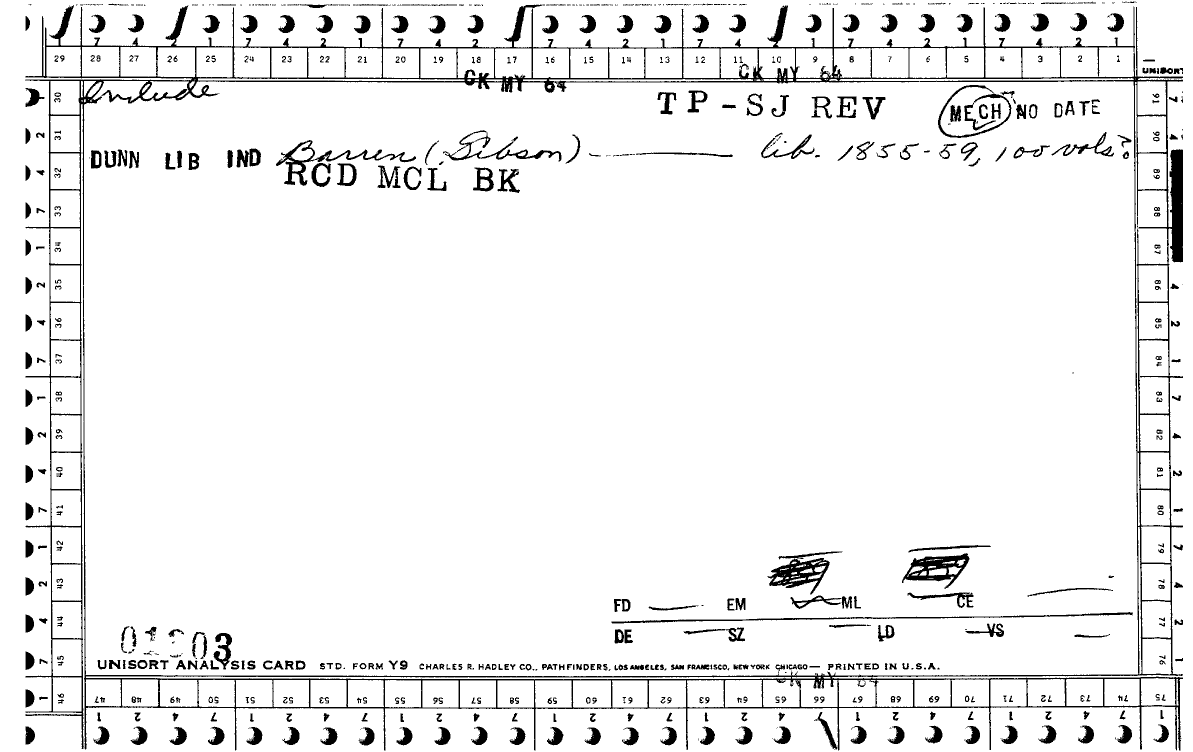 7 4 2 1 7 4 2 1 7 4 2 1 7 4 2 1 7 4 2 1 7 4 2 1 7 4 2 1
29 28 27 26 25 24 23 22 21 20 19 18 17 16 15 14 13 12 11 10 9 8 7 6 5 4 3 2 1
CK MY 64 CK MY 64
UNISORT
Include
TP-SJ REV MECH NO DATE
DUNN LIB IND Barren (Gibson) — lib. 1855-59, 100 vols?
RCD MCL BK
30 31 32 33 34 35 36 37 38 39 40 41 42 43 44 45 46
91 90 89 88 87 86 85 84 83 82 81 80 79 78 77 76 75
FD EM ML CE
DE SZ LD VS
03
UNISORT ANALYSIS CARD STD. FORM Y9 CHARLES R. HADLEY CO., PATHFINDERS, LOS ANGELES, SAN FRANCISCO, NEW YORK CHICAGO — PRINTED IN U.S.A.
CK MY 64
47 48 49 50 51 52 53 54 55 56 57 58 59 60 61 62 63 64 65 66 67 68 69 70 71 72 73 74
1 2 4 7 1 2 4 7 1 2 4 7 1 2 4 7 1 2 4 7 1 2 4 7 1 2 4 7